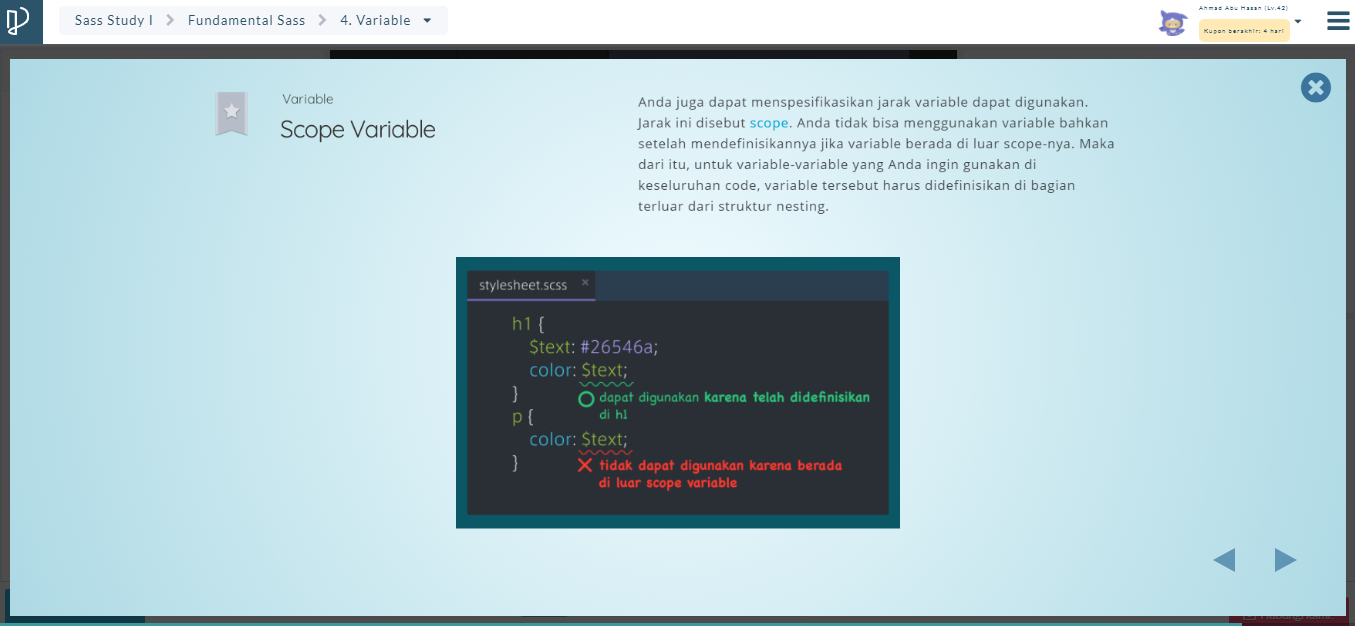 Sass Study I
Fundamental Sass
4. Variable
Ahmad Abu Hasan (Lv.42)
Kupon berakhir: 4 hari
Variable
Scope Variable
Anda juga dapat menspesifikasikan jarak variable dapat digunakan.
Jarak ini disebut scope. Anda tidak bisa menggunakan variable bahkan
setelah mendefinisikannya jika variable berada di luar scope-nya. Maka
dari itu, untuk variable-variable yang Anda ingin gunakan di
keseluruhan code, variable tersebut harus didefinisikan di bagian
terluar dari struktur nesting.
stylesheet.scss ×
h1 {
$text: #26546a;
color: $text;
}
dapat digunakan karena telah didefinisikan
di h1
p {
color: $text;
}
tidak dapat digunakan karena berada
di luar scope variable